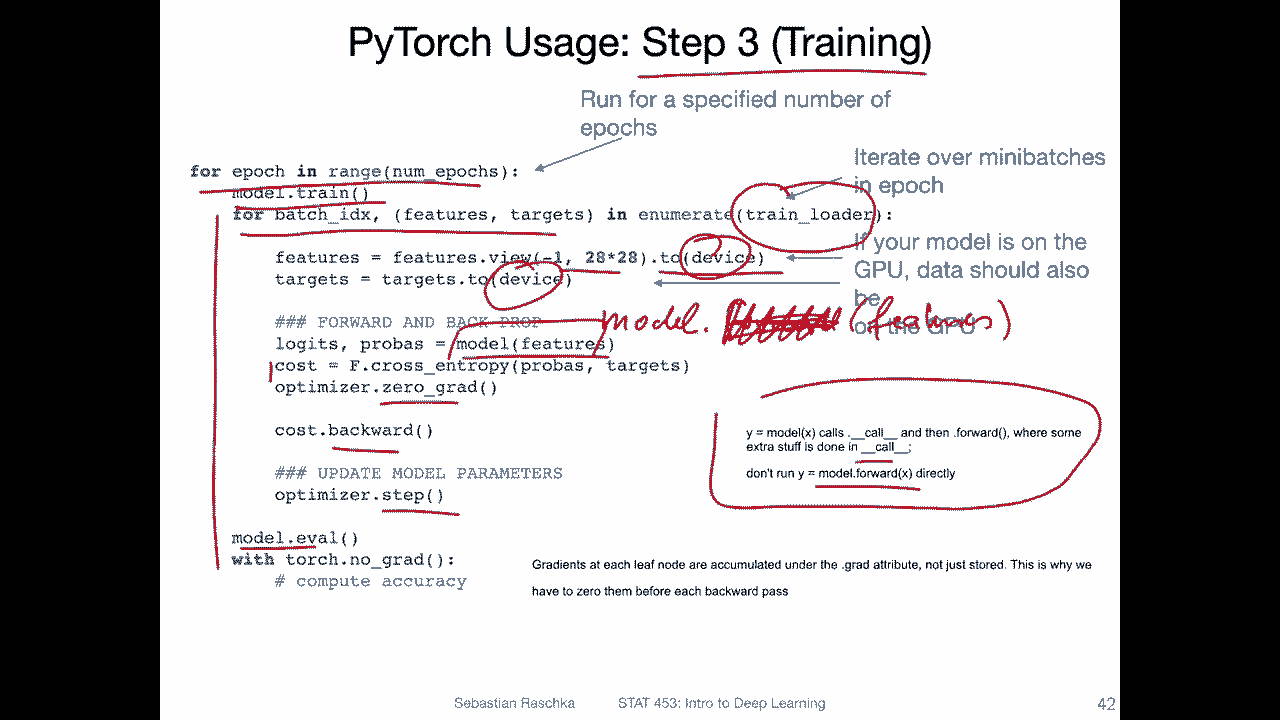 PyTorch Usage: Step 3 (Training)
Run for a specified number of
epochs
for epoch in range(num_epochs):
Iterate over minibatches
in epoch
model.train()
for batch_idx, (features, targets) in enumerate(train_loader):
If your model is on the
GPU, data should also
be
on the GPU
features = features.view(-1, 28*28).to(device)
targets = targets.to(device)
### FORWARD AND BACK PROP
model. (features)
logits, probas = model(features)
cost = F.cross_entropy(probas, targets)
optimizer.zero_grad()
cost.backward()
y = model(x) calls .__call__ and then .forward(), where some
extra stuff is done in __call__;
don't run y = model.forward(x) directly
### UPDATE MODEL PARAMETERS
optimizer.step()
model.eval()
with torch.no_grad():
# compute accuracy
Gradients at each leaf node are accumulated under the .grad attribute, not just stored. This is why we
have to zero them before each backward pass
Sebastian Raschka STAT 453: Intro to Deep Learning 42